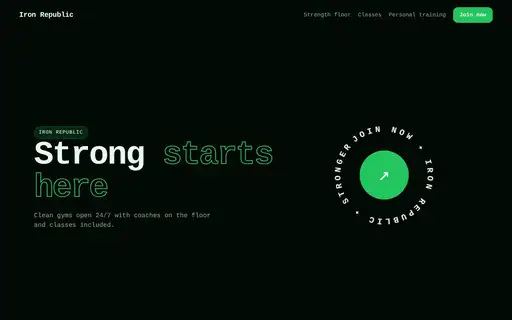 Iron Republic
Strength floor Classes Personal training Join now
IRON REPUBLIC
Strong starts
here
Clean gyms open 24/7 with coaches on the floor
and classes included.
JOIN NOW • IRON REPUBLIC • STRONGER
↗